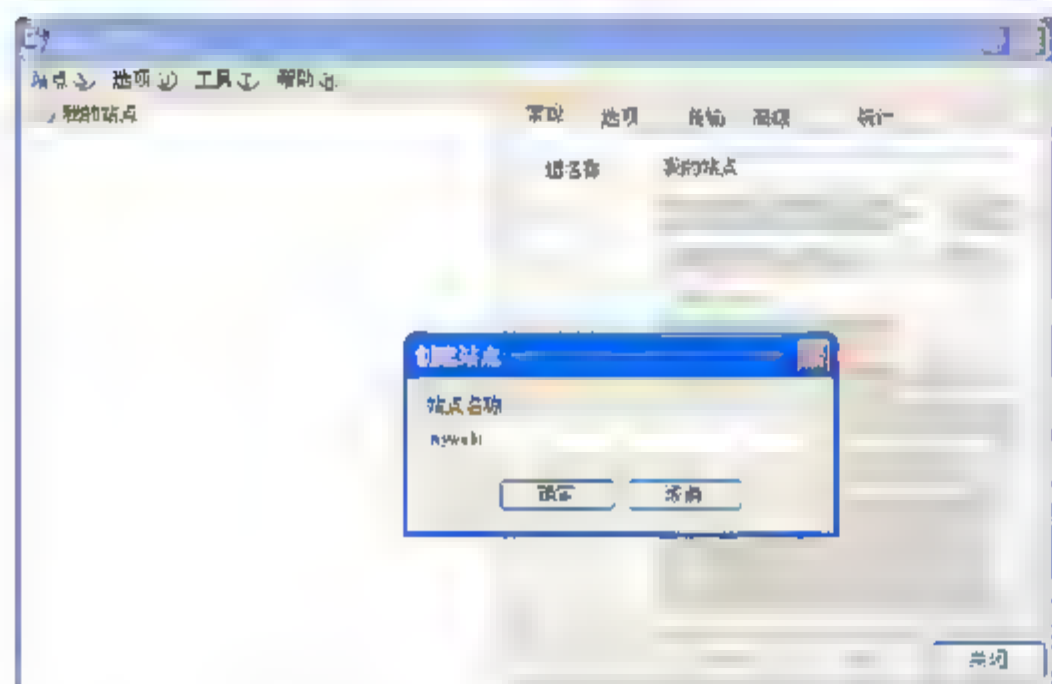 站点 选项 工具(T) 帮助
我的站点
常规 选项 传输 高级 统计
组名称 我的站点
创建站点
站点名称
myweb
确定 取消
关闭